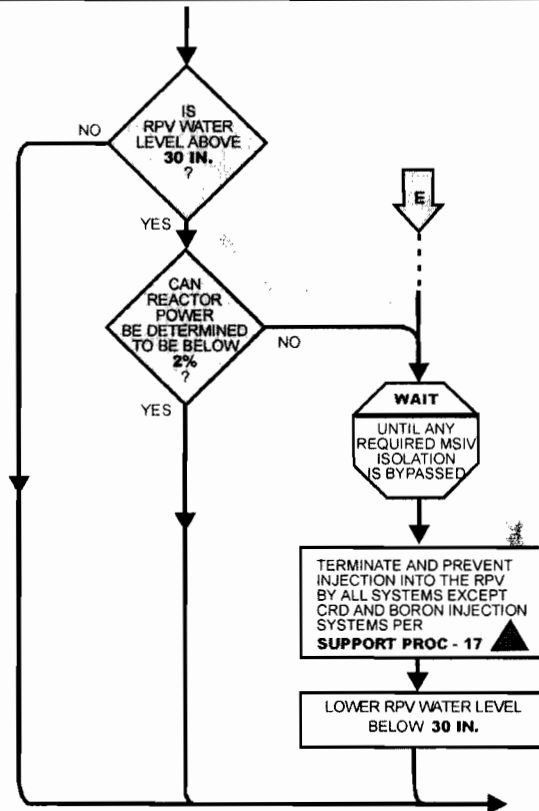 IS
RPV WATER
LEVEL ABOVE
30 IN.
?
NO
YES
E
CAN
REACTOR
POWER
BE DETERMINED
TO BE BELOW
2%
?
NO
YES
WAIT
UNTIL ANY
REQUIRED MSIV
ISOLATION
IS BYPASSED
TERMINATE AND PREVENT
INJECTION INTO THE RPV
BY ALL SYSTEMS EXCEPT
CRD AND BORON INJECTION
SYSTEMS PER
SUPPORT PROC - 17
LOWER RPV WATER LEVEL
BELOW 30 IN.